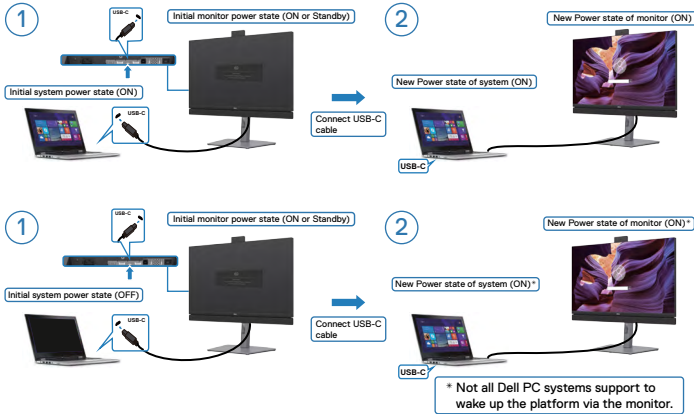 1
USB-C
Initial monitor power state (ON or Standby)
Initial system power state (ON)
USB-C
Connect USB-C
cable
2
New Power state of monitor (ON)
New Power state of system (ON)
USB-C
1
USB-C
Initial monitor power state (ON or Standby)
Initial system power state (OFF)
USB-C
Connect USB-C
cable
2
New Power state of monitor (ON)*
New Power state of system (ON)*
USB-C
* Not all Dell PC systems support to
wake up the platform via the monitor.